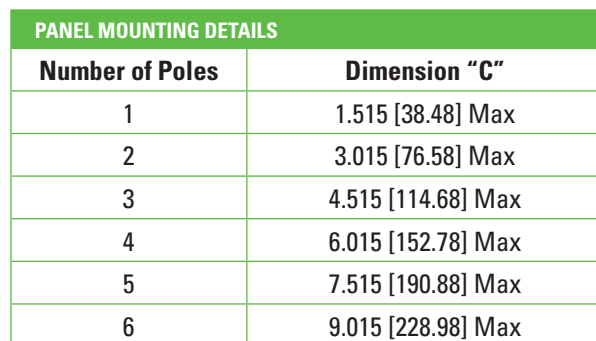 PANEL MOUNTING DETAILS
Number of Poles Dimension “C”
1 1.515 [38.48] Max
2 3.015 [76.58] Max
3 4.515 [114.68] Max
4 6.015 [152.78] Max
5 7.515 [190.88] Max
6 9.015 [228.98] Max